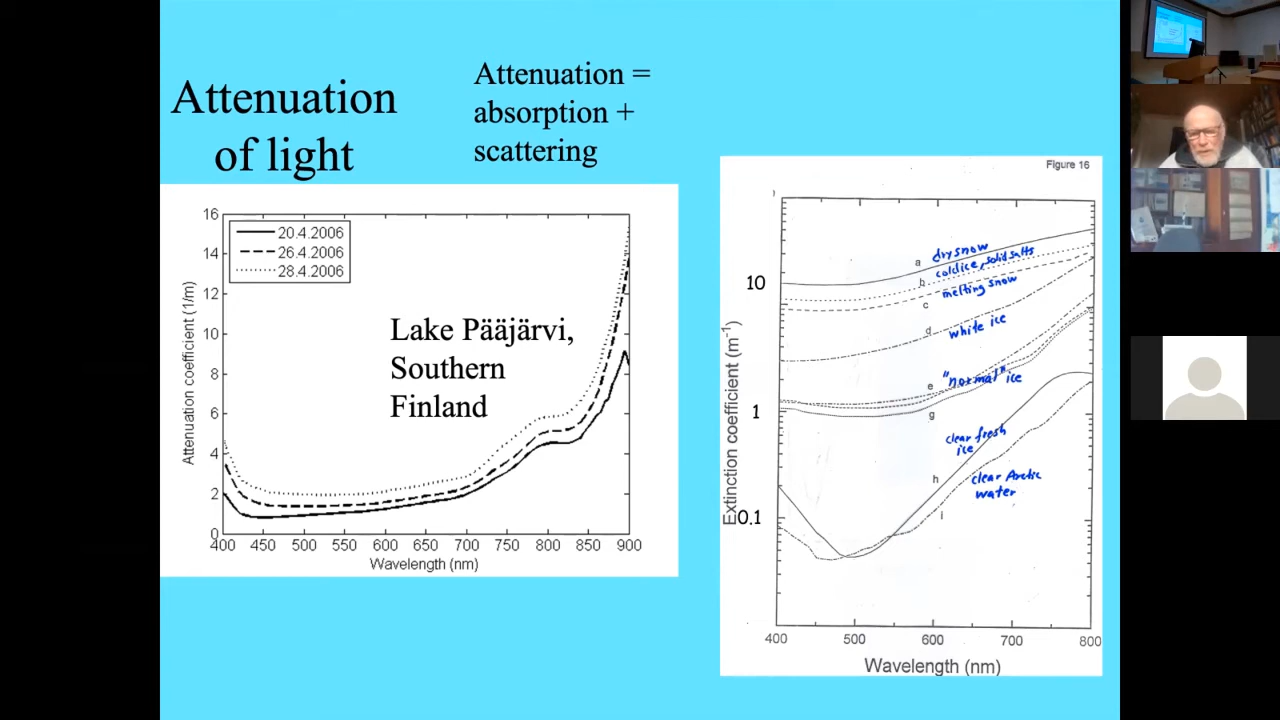 Attenuation
of light
Attenuation =
absorption +
scattering
16
14
12
10
8
6
4
2
0
20.4.2006
26.4.2006
28.4.2006
Attenuation coefficient (1/m)
Lake Pääjärvi,
Southern
Finland
400 450 500 550 600 650 700 750 800 850 900
Wavelength (nm)
Figure 16
a dry snow
b cold ice, solid salts
c melting snow
d white ice
e "normal" ice
g
clear fresh
ice
h
clear Arctic
water
i
10
1
0.1
Extinction coefficient (m-1)
400 500 600 700 800
Wavelength (nm)